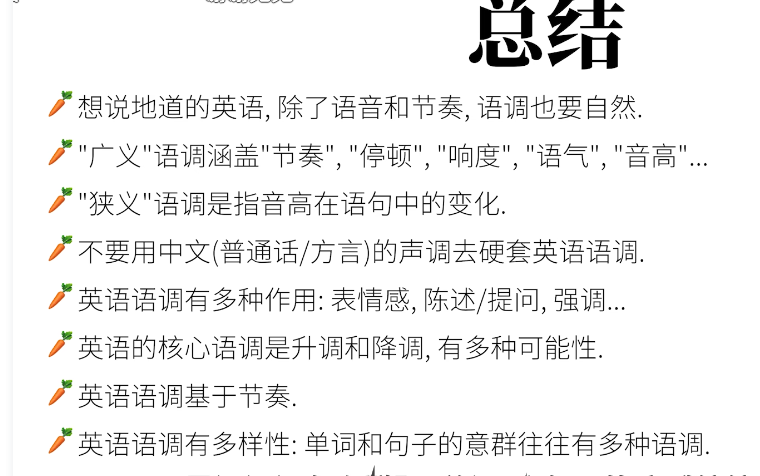 总结
想说地道的英语, 除了语音和节奏, 语调也要自然.
"广义"语调涵盖"节奏", "停顿", "响度", "语气", "音高"...
"狭义"语调是指音高在语句中的变化.
不要用中文(普通话/方言)的声调去硬套英语语调.
英语语调有多种作用: 表情感, 陈述/提问, 强调...
英语的核心语调是升调和降调, 有多种可能性.
英语语调基于节奏.
英语语调有多样性: 单词和句子的意群往往有多种语调.